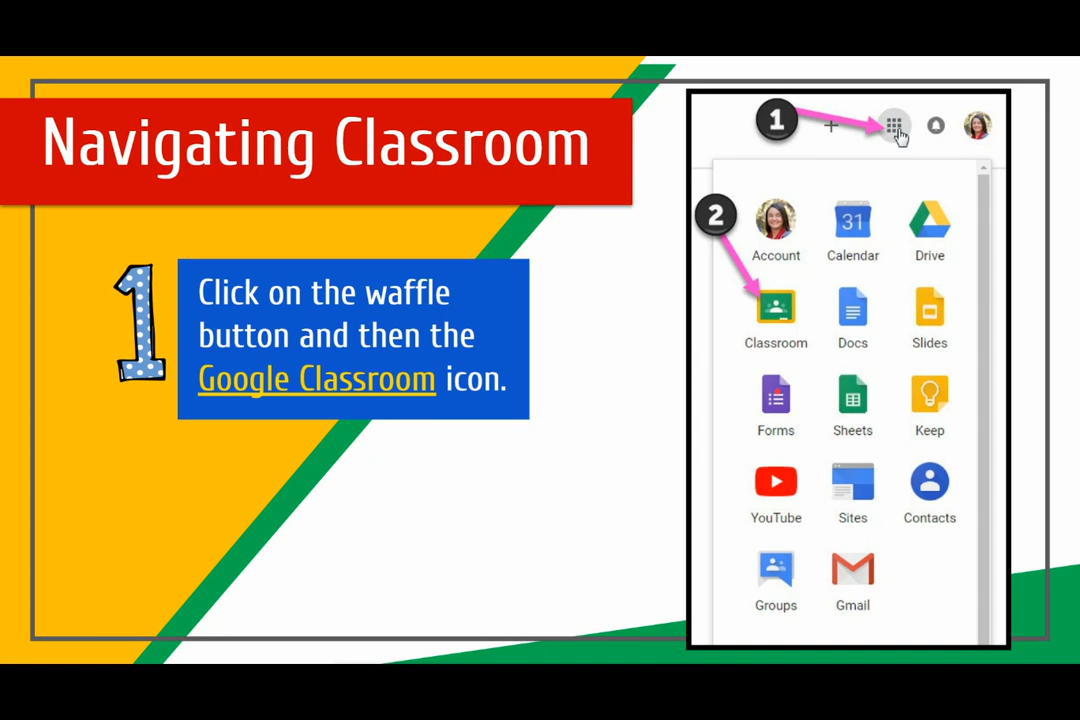 Navigating Classroom
1
Click on the waffle
button and then the
Google Classroom icon.
1
2
31
Account Calendar Drive
Classroom Docs Slides
Forms Sheets Keep
YouTube Sites Contacts
Groups Gmail